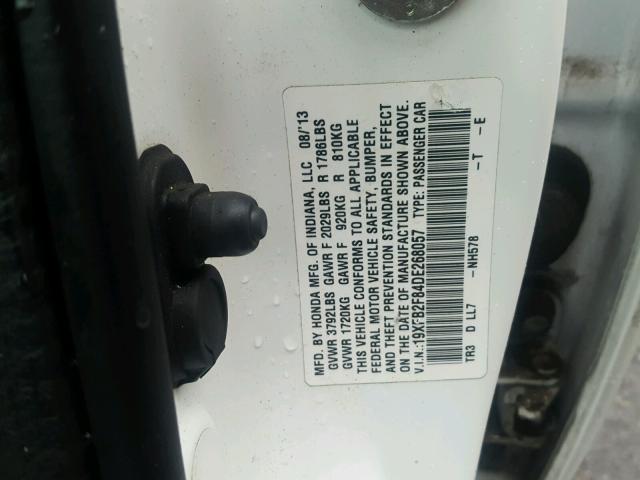 MFD. BY HONDA MFG. OF INDIANA, LLC 08/'13
GVWR 3792LBS GAWR F 2029LBS R 1786LBS
GVWR 1720KG GAWR F 920KG R 810KG
THIS VEHICLE CONFORMS TO ALL APPLICABLE
FEDERAL MOTOR VEHICLE SAFETY, BUMPER,
AND THEFT PREVENTION STANDARDS IN EFFECT
ON THE DATE OF MANUFACTURE SHOWN ABOVE.
V.I.N.:19XFB2F84DE268057 TYPE: PASSENGER CAR
TR3 D LL7 -NH578 -T -E